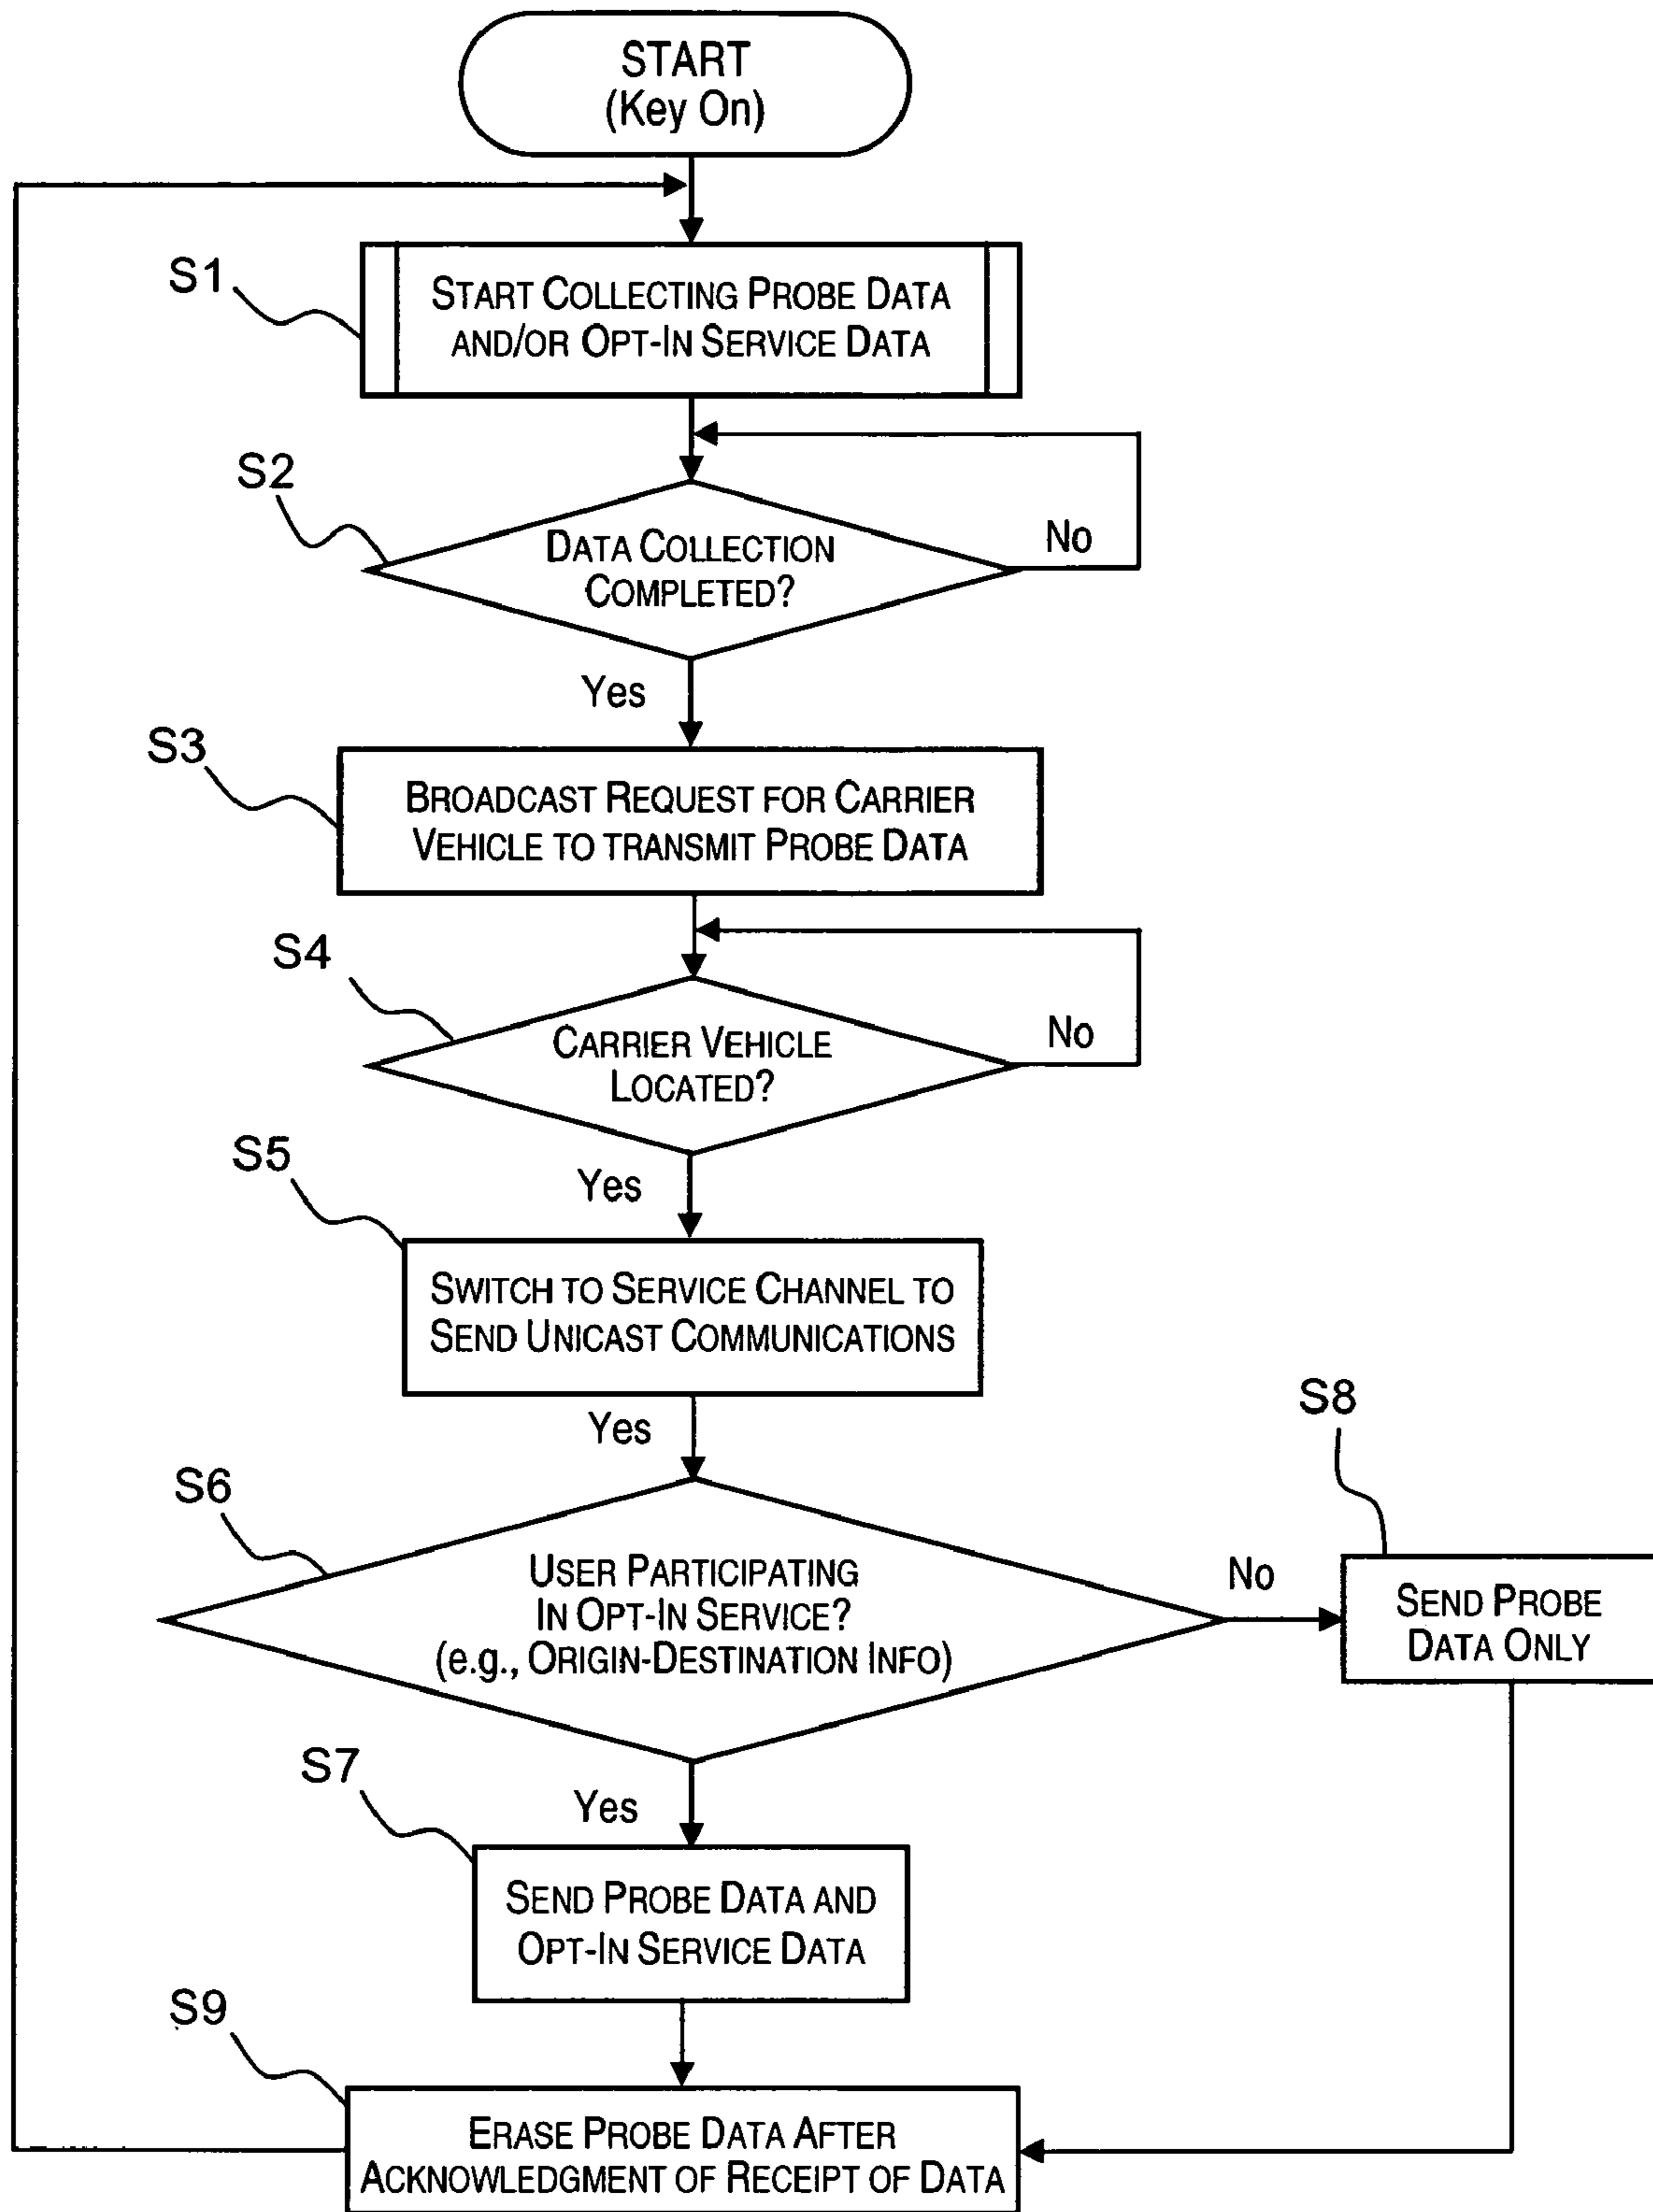 START
(Key On)
S1
START COLLECTING PROBE DATA
AND/OR OPT-IN SERVICE DATA
S2
DATA COLLECTION
COMPLETED?
No
Yes
S3
BROADCAST REQUEST FOR CARRIER
VEHICLE TO TRANSMIT PROBE DATA
S4
CARRIER VEHICLE
LOCATED?
No
Yes
S5
SWITCH TO SERVICE CHANNEL TO
SEND UNICAST COMMUNICATIONS
Yes
S6
USER PARTICIPATING
IN OPT-IN SERVICE?
(e.g., ORIGIN-DESTINATION INFO)
No
S8
SEND PROBE
DATA ONLY
Yes
S7
SEND PROBE DATA AND
OPT-IN SERVICE DATA
S9
ERASE PROBE DATA AFTER
ACKNOWLEDGMENT OF RECEIPT OF DATA